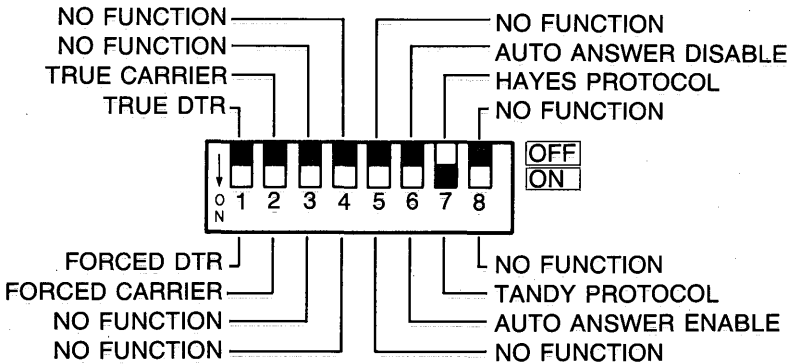 NO FUNCTION
NO FUNCTION
TRUE CARRIER
TRUE DTR
NO FUNCTION
AUTO ANSWER DISABLE
HAYES PROTOCOL
NO FUNCTION
OFF
ON
ON
1 2 3 4 5 6 7 8
FORCED DTR
FORCED CARRIER
NO FUNCTION
NO FUNCTION
NO FUNCTION
TANDY PROTOCOL
AUTO ANSWER ENABLE
NO FUNCTION